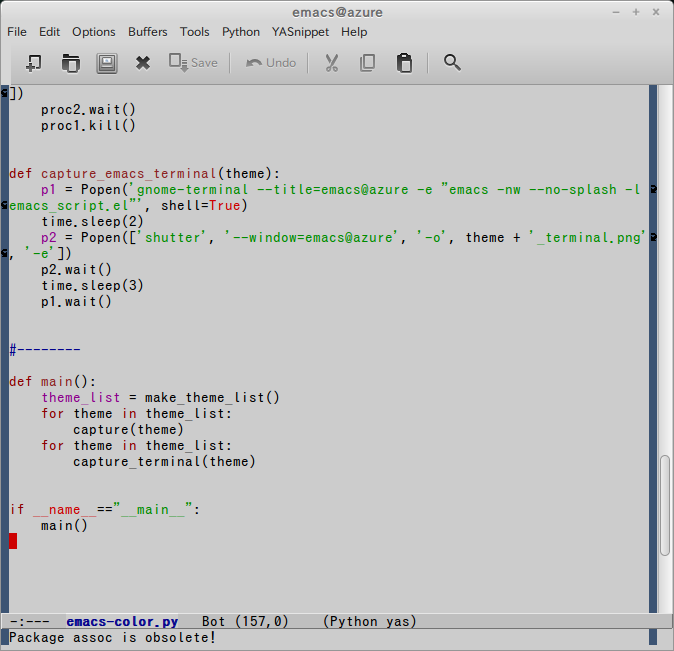 emacs@azure
File Edit Options Buffers Tools Python YASnippet Help
Save Undo
])
    proc2.wait()
    proc1.kill()
def capture_emacs_terminal(theme):
    p1 = Popen('gnome-terminal --title=emacs@azure -e "emacs -nw --no-splash -l
emacs_script.el"', shell=True)
    time.sleep(2)
    p2 = Popen(['shutter', '--window=emacs@azure', '-o', theme + '_terminal.png'
, '-e'])
    p2.wait()
    time.sleep(3)
    p1.wait()
#--------
def main():
    theme_list = make_theme_list()
    for theme in theme_list:
        capture(theme)
    for theme in theme_list:
        capture_terminal(theme)
if __name__=="__main__":
    main()
-:---  emacs-color.py   Bot (157,0)    (Python yas)
Package assoc is obsolete!